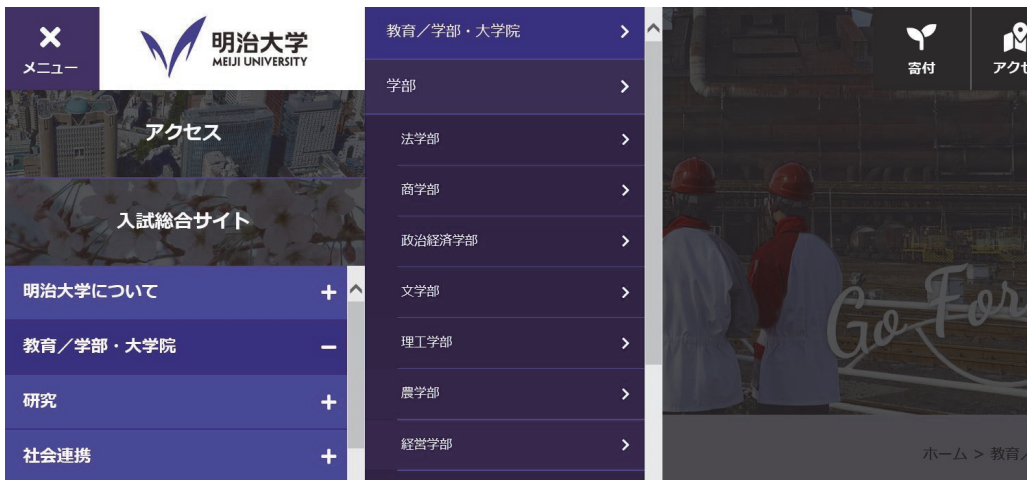 メニュー
明治大学
MEIJI UNIVERSITY
アクセス
入試総合サイト
明治大学について
教育／学部・大学院
研究
社会連携
教育／学部・大学院
学部
法学部
商学部
政治経済学部
文学部
理工学部
農学部
経営学部
寄付
Go
ホーム > 教育